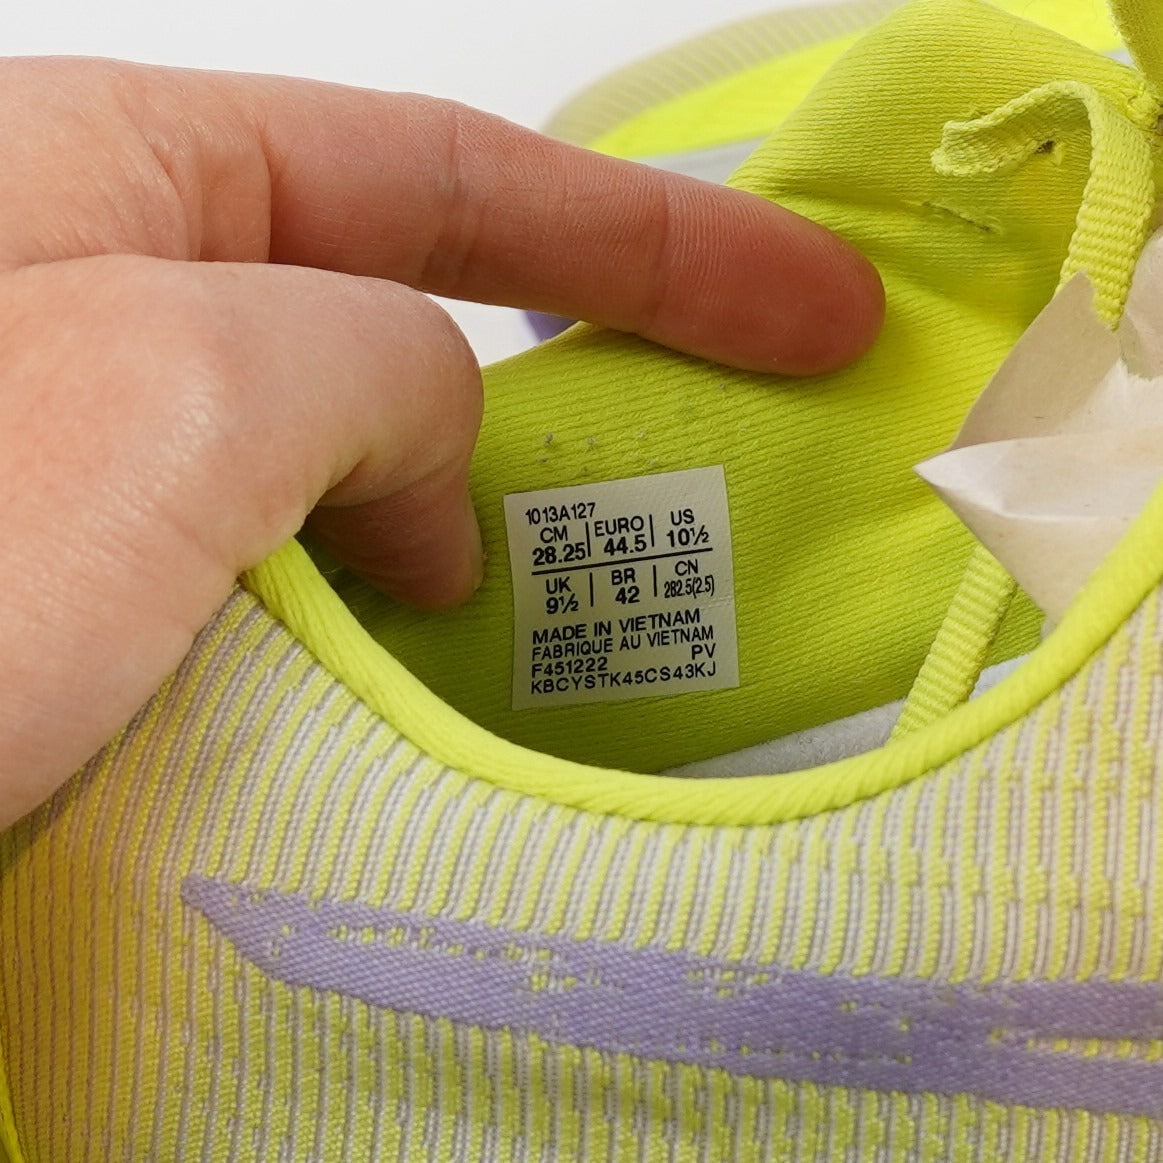 1013A127
CM EURO US
28.25 44.5 10½
UK BR CN
9½ 42 282.5(2.5)
MADE IN VIETNAM
FABRIQUE AU VIETNAM
F451222 PV
KBCYSTK45CS43KJ